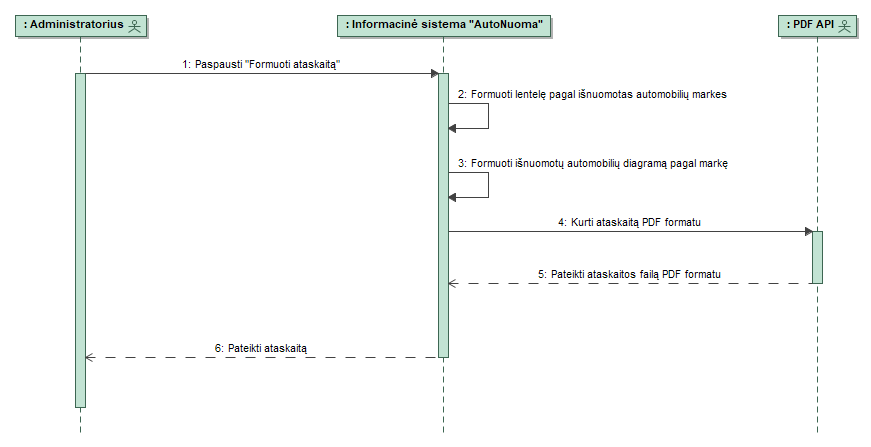 : Administratorius
: Informacinė sistema "AutoNuoma"
: PDF API
1: Paspausti "Formuoti ataskaitą"
2: Formuoti lentelę pagal išnuomotas automobilių markes
3: Formuoti išnuomotų automobilių diagramą pagal markę
4: Kurti ataskaitą PDF formatu
5: Pateikti ataskaitos failą PDF formatu
6: Pateikti ataskaitą